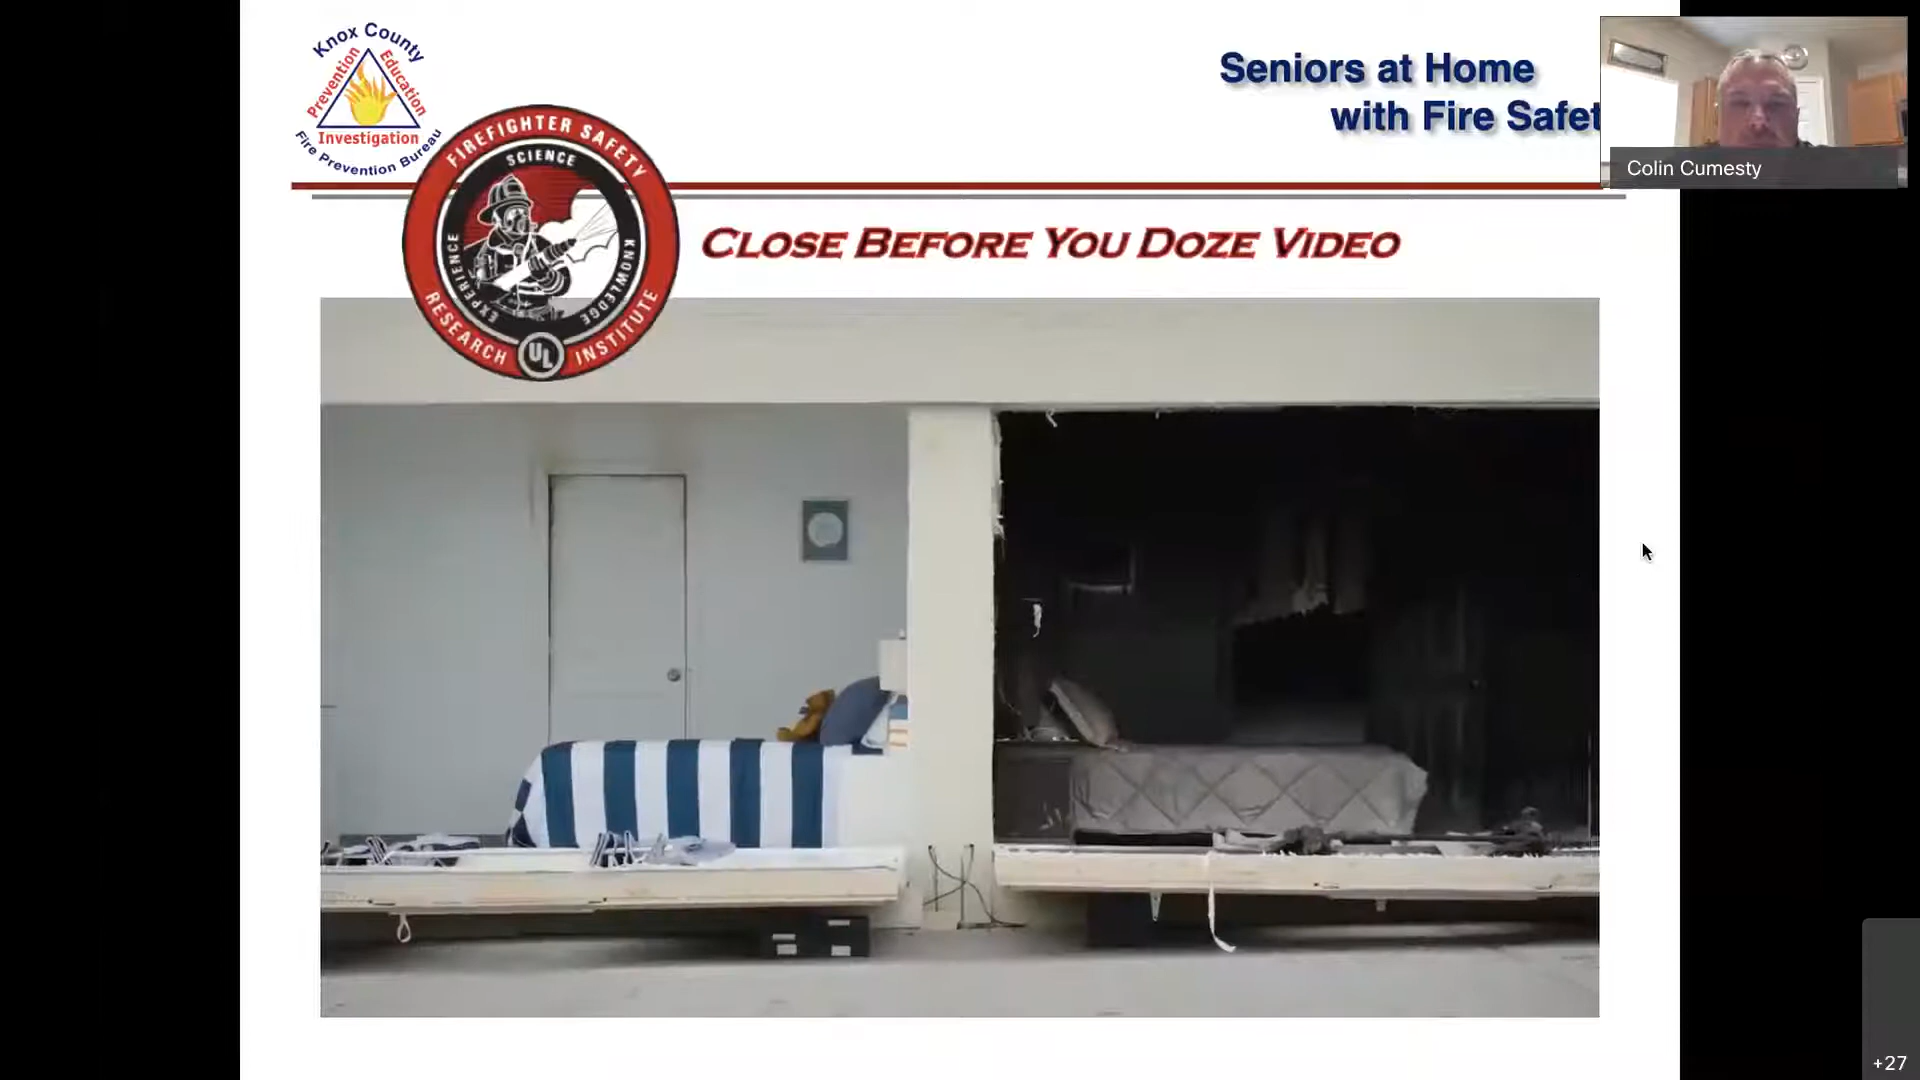 Knox County
Prevention
Education
Investigation
Fire Prevention Bureau
Seniors at Home
with Fire Safet
Colin Cumesty
FIREFIGHTER SAFETY
SCIENCE
EXPERIENCE
KNOWLEDGE
RESEARCH INSTITUTE
UL
CLOSE BEFORE YOU DOZE VIDEO
+27